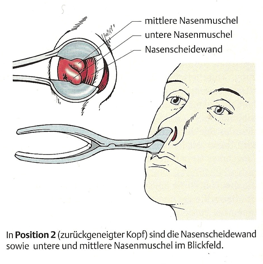 mittlere Nasenmuschel
untere Nasenmuschel
Nasenscheidewand
In Position 2 (zurückgeneigter Kopf) sind die Nasenscheidewand
sowie untere und mittlere Nasenmuschel im Blickfeld.